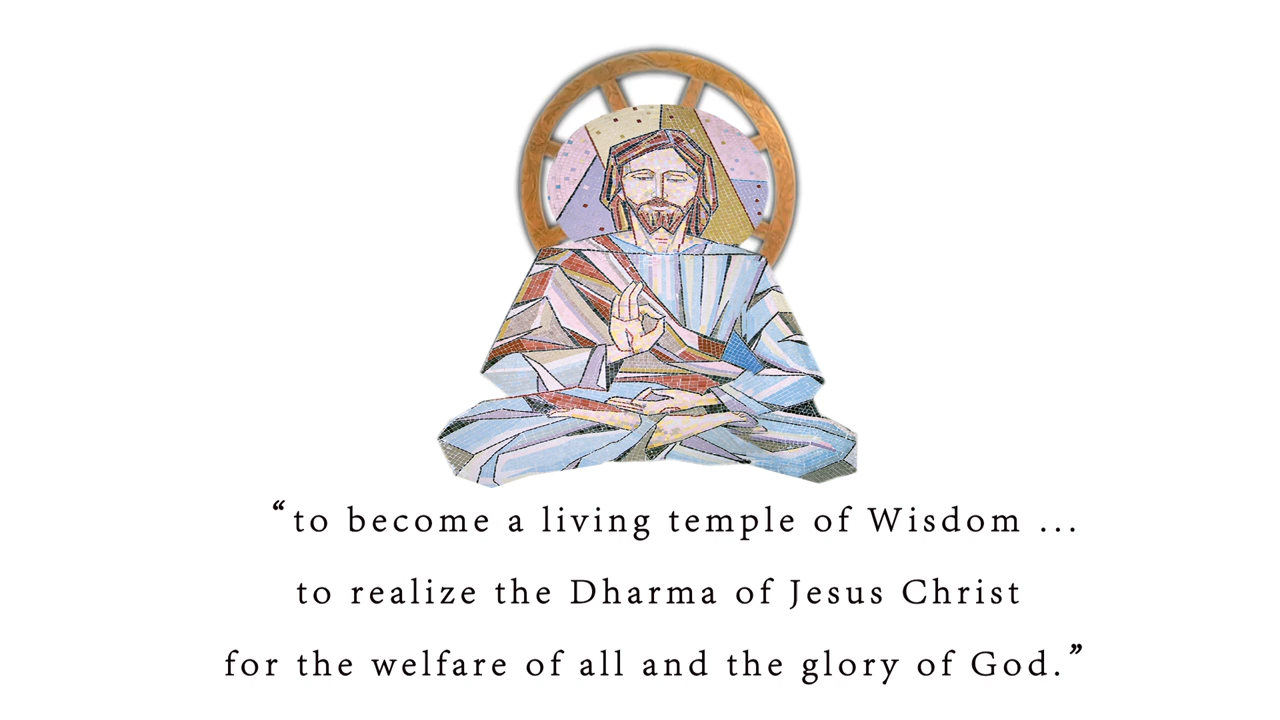 “to become a living temple of Wisdom ...
to realize the Dharma of Jesus Christ
for the welfare of all and the glory of God.”